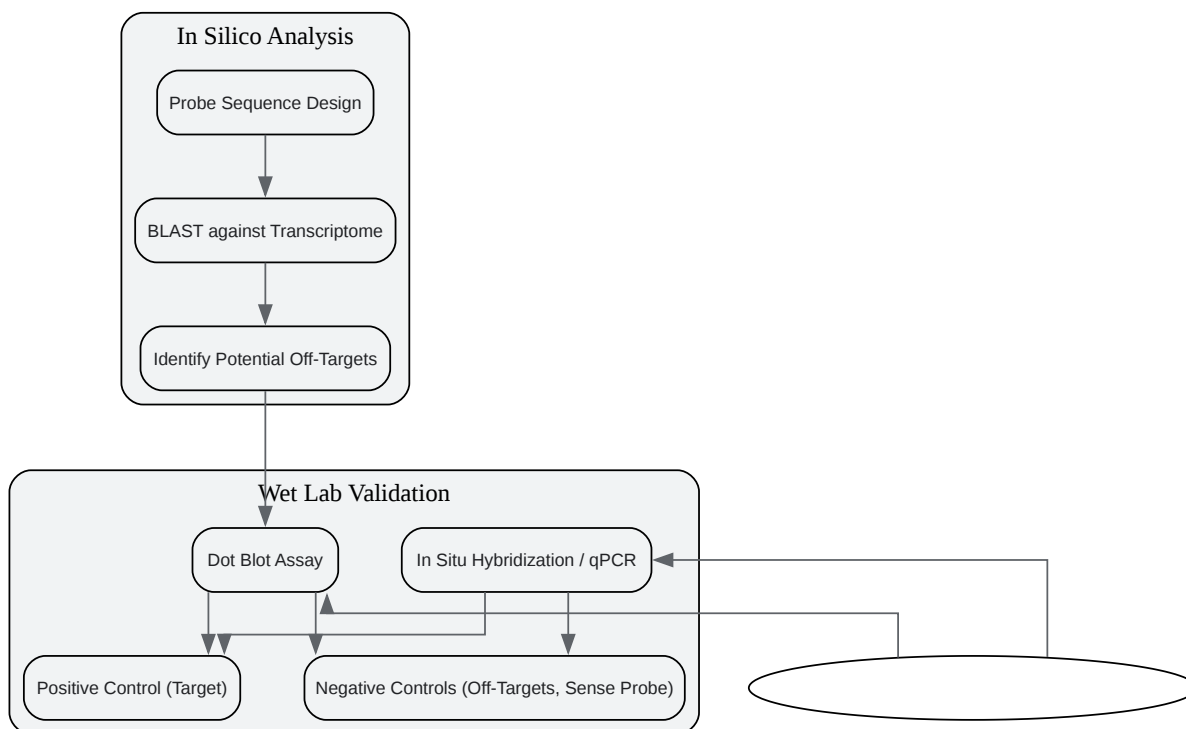 In Silico Analysis
Probe Sequence Design
BLAST against Transcriptome
Identify Potential Off-Targets
Wet Lab Validation
Dot Blot Assay
In Situ Hybridization / qPCR
Positive Control (Target)
Negative Controls (Off-Targets, Sense Probe)